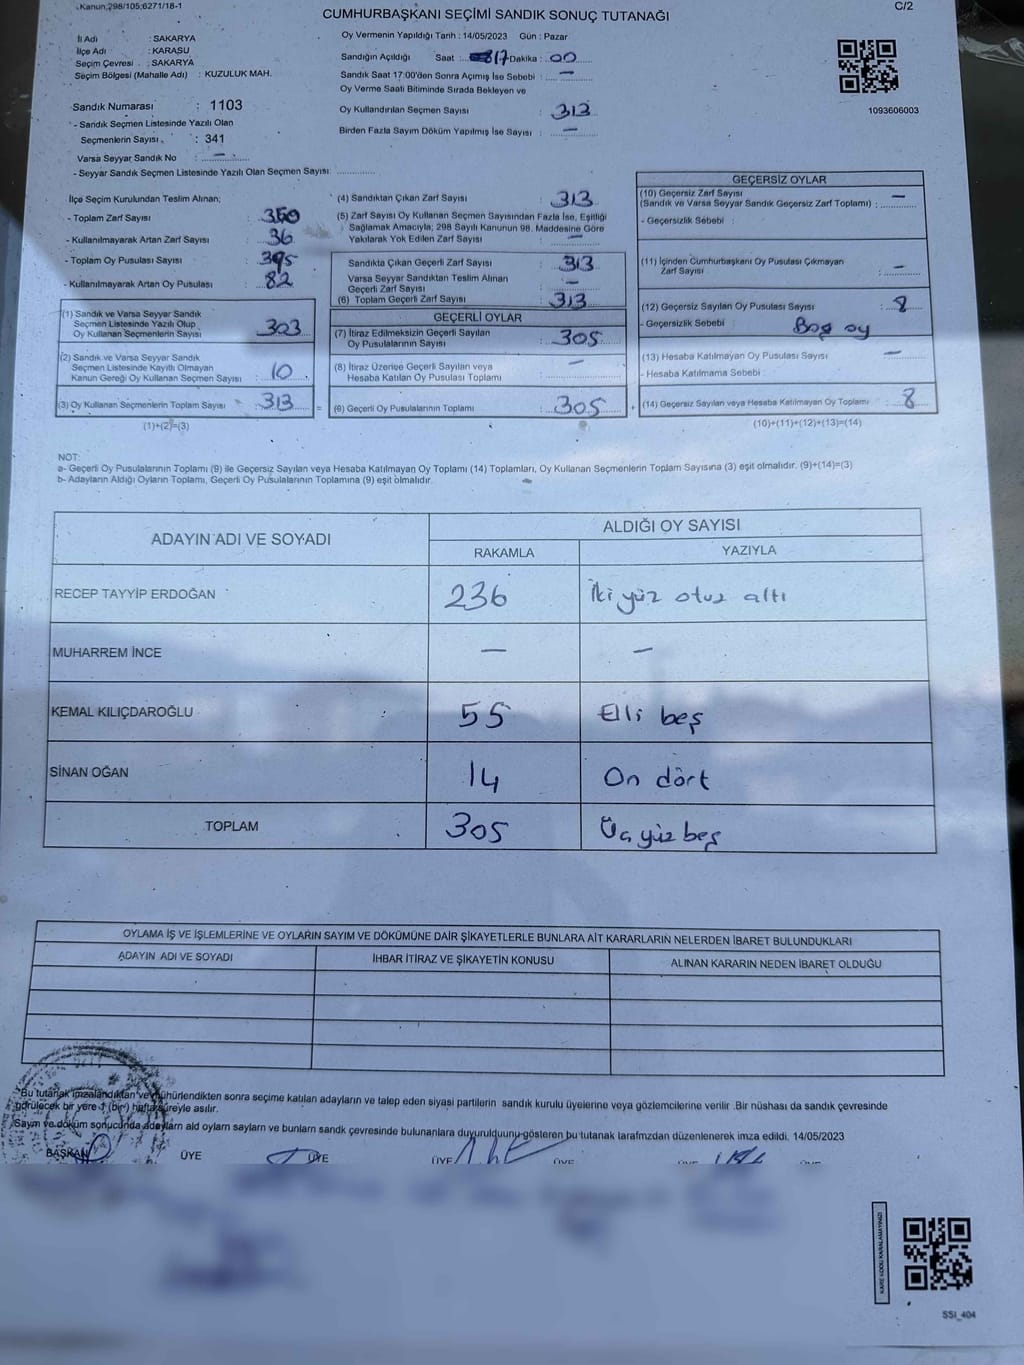 Kanun;298/105;6271/18-1
C/2
CUMHURBAŞKANI SEÇİMİ SANDIK SONUÇ TUTANAĞI
İl Adı : SAKARYA
İlçe Adı : KARASU
Seçim Çevresi : SAKARYA
Seçim Bölgesi (Mahalle Adı) : KUZULUK MAH.
Sandık Numarası : 1103
- Sandık Seçmen Listesinde Yazılı Olan
Seçmenlerin Sayısı : 341
Varsa Seyyar Sandık No : —
- Seyyar Sandık Seçmen Listesinde Yazılı Olan Seçmen Sayısı:
Oy Vermenin Yapıldığı Tarih : 14/05/2023 Gün : Pazar
Sandığın Açıldığı Saat : 17 Dakika : 00
Sandık Saat 17:00'den Sonra Açılmış İse Sebebi : —
Oy Verme Saati Bitiminde Sırada Bekleyen ve
Oy Kullandırılan Seçmen Sayısı : 313
Birden Fazla Sayım Döküm Yapılmış İse Sayısı : —
1093606003
İlçe Seçim Kurulundan Teslim Alınan;
- Toplam Zarf Sayısı : 350
- Kullanılmayarak Artan Zarf Sayısı : 36
- Toplam Oy Pusulası Sayısı : 395
- Kullanılmayarak Artan Oy Pusulası : 82
(1) Sandık ve Varsa Seyyar Sandık
Seçmen Listesinde Yazılı Olup
Oy Kullanan Seçmenlerin Sayısı : 303
(2) Sandık ve Varsa Seyyar Sandık
Seçmen Listesinde Kayıtlı Olmayan
Kanun Gereği Oy Kullanan Seçmen Sayısı : 10
(3) Oy Kullanan Seçmenlerin Toplam Sayısı : 313
(1)+(2)=(3)
(4) Sandıktan Çıkan Zarf Sayısı : 313
(5) Zarf Sayısı Oy Kullanan Seçmen Sayısından Fazla İse, Eşitliği
Sağlamak Amacıyla; 298 Sayılı Kanunun 98. Maddesine Göre
Yakılarak Yok Edilen Zarf Sayısı : —
Sandıkta Çıkan Geçerli Zarf Sayısı : 313
Varsa Seyyar Sandıktan Teslim Alınan
Geçerli Zarf Sayısı : —
(6) Toplam Geçerli Zarf Sayısı : 313
GEÇERLİ OYLAR
(7) İtiraz Edilmeksizin Geçerli Sayılan
Oy Pusulalarının Sayısı : 305
(8) İtiraz Üzerine Geçerli Sayılan veya
Hesaba Katılan Oy Pusulası Toplamı : —
(9) Geçerli Oy Pusulalarının Toplamı : 305
GEÇERSİZ OYLAR
(10) Geçersiz Zarf Sayısı
(Sandık ve Varsa Seyyar Sandık Geçersiz Zarf Toplamı) : —
- Geçersizlik Sebebi :
(11) İçinden Cumhurbaşkanı Oy Pusulası Çıkmayan
Zarf Sayısı : —
(12) Geçersiz Sayılan Oy Pusulası Sayısı : 8
- Geçersizlik Sebebi : Boş oy
(13) Hesaba Katılmayan Oy Pusulası Sayısı : —
- Hesaba Katılmama Sebebi :
(14) Geçersiz Sayılan veya Hesaba Katılmayan Oy Toplamı : 8
(10)+(11)+(12)+(13)=(14)
NOT:
a- Geçerli Oy Pusulalarının Toplamı (9) ile Geçersiz Sayılan veya Hesaba Katılmayan Oy Toplamı (14) Toplamları, Oy Kullanan Seçmenlerin Toplam Sayısına (3) eşit olmalıdır. (9)+(14)=(3)
b- Adayların Aldığı Oyların Toplamı, Geçerli Oy Pusulalarının Toplamına (9) eşit olmalıdır.
ADAYIN ADI VE SOYADI
ALDIĞI OY SAYISI
RAKAMLA YAZIYLA
RECEP TAYYİP ERDOĞAN 236 İki yüz otuz altı
MUHARREM İNCE — —
KEMAL KILIÇDAROĞLU 55 Elli beş
SİNAN OĞAN 14 On dört
TOPLAM 305 Üç yüz beş
OYLAMA İŞ VE İŞLEMLERİNE VE OYLARIN SAYIM VE DÖKÜMÜNE DAİR ŞİKAYETLERLE BUNLARA AİT KARARLARIN NELERDEN İBARET BULUNDUKLARI
ADAYIN ADI VE SOYADI İHBAR İTİRAZ VE ŞİKAYETİN KONUSU ALINAN KARARIN NEDEN İBARET OLDUĞU
"Bu tutanak imzalandıktan ve mühürlendikten sonra seçime katılan adayların ve talep eden siyasi partilerin sandık kurulu üyelerine veya gözlemcilerine verilir .Bir nüshası da sandık çevresinde
görülecek bir yere 1 (bir) hafta süreyle asılır.
Sayım ve döküm sonucunda adayların ald oyların sayların ve bunların sandk çevresinde bulunanlara duyurulduunu gösteren bu tutanak tarafmzdan düzenlenerek imza edildi. 14/05/2023
BAŞKAN ÜYE ÜYE ÜYE ÜYE ÜYE ÜYE
KARE KODU KARALAMAYINIZ!
SSI_404